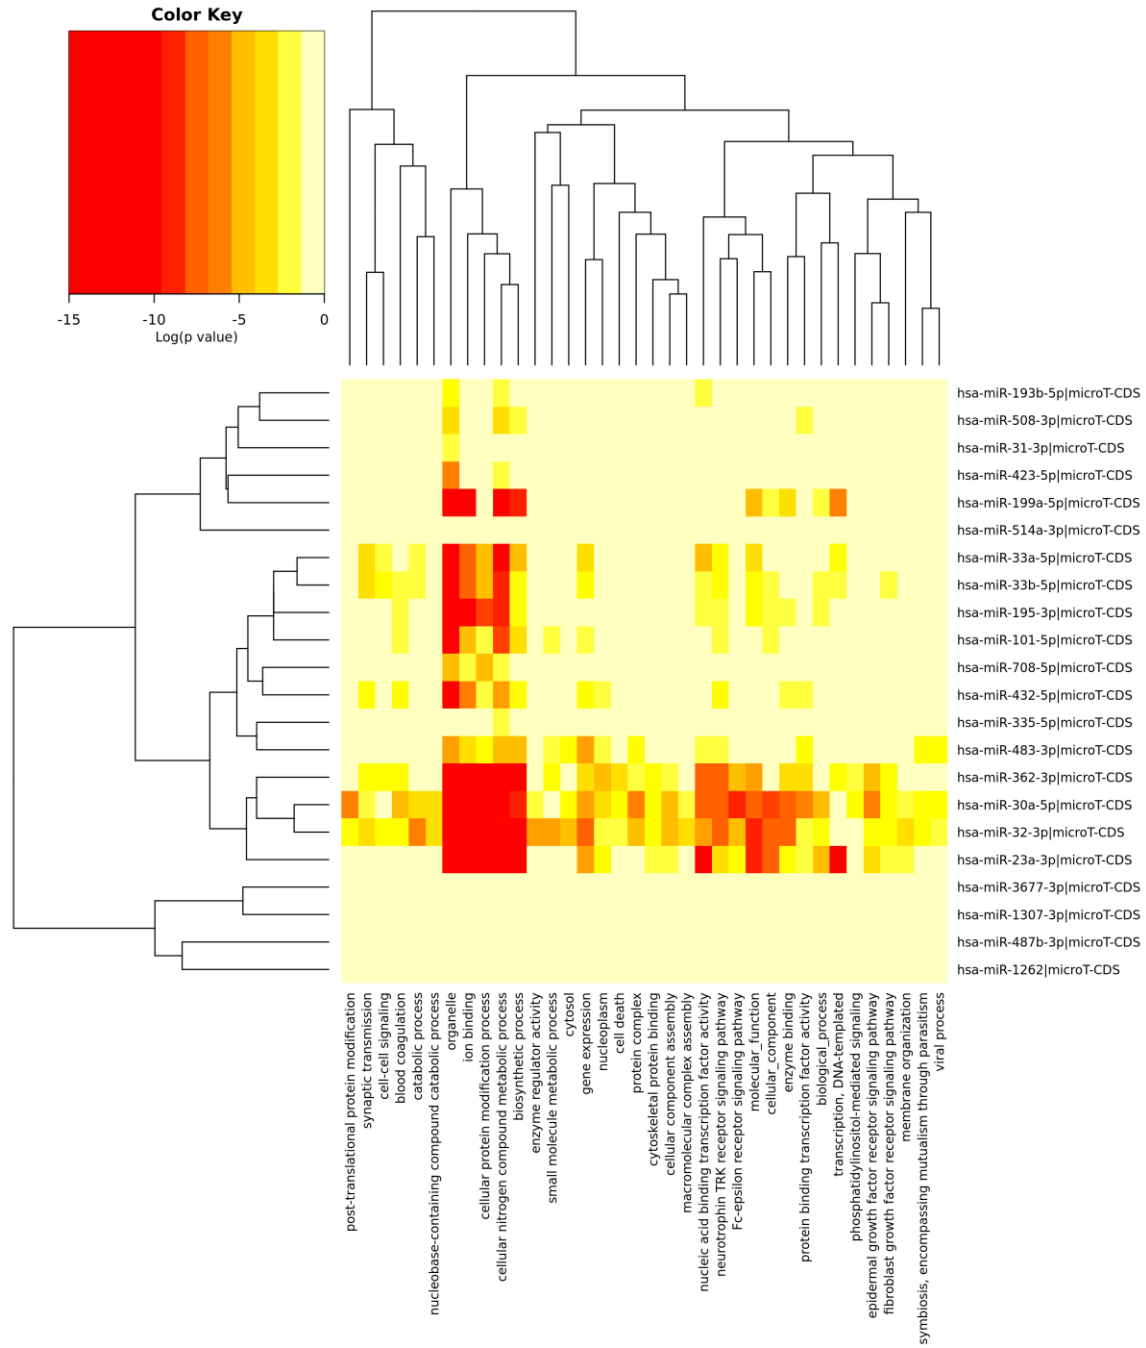 Color Key
-15 -10 -5 0
Log(p value)
hsa-miR-193b-5p|microT-CDS
hsa-miR-508-3p|microT-CDS
hsa-miR-31-3p|microT-CDS
hsa-miR-423-5p|microT-CDS
hsa-miR-199a-5p|microT-CDS
hsa-miR-514a-3p|microT-CDS
hsa-miR-33a-5p|microT-CDS
hsa-miR-33b-5p|microT-CDS
hsa-miR-195-3p|microT-CDS
hsa-miR-101-5p|microT-CDS
hsa-miR-708-5p|microT-CDS
hsa-miR-432-5p|microT-CDS
hsa-miR-335-5p|microT-CDS
hsa-miR-483-3p|microT-CDS
hsa-miR-362-3p|microT-CDS
hsa-miR-30a-5p|microT-CDS
hsa-miR-32-3p|microT-CDS
hsa-miR-23a-3p|microT-CDS
hsa-miR-3677-3p|microT-CDS
hsa-miR-1307-3p|microT-CDS
hsa-miR-487b-3p|microT-CDS
hsa-miR-1262|microT-CDS
post-translational protein modification
synaptic transmission
cell-cell signaling
blood coagulation
catabolic process
nucleobase-containing compound catabolic process
organelle
ion binding
cellular protein modification process
cellular nitrogen compound metabolic process
biosynthetic process
enzyme regulator activity
small molecule metabolic process
cytosol
gene expression
nucleoplasm
cell death
protein complex
cytoskeletal protein binding
cellular component assembly
macromolecular complex assembly
nucleic acid binding transcription factor activity
neurotrophin TRK receptor signaling pathway
Fc-epsilon receptor signaling pathway
molecular_function
cellular_component
enzyme binding
protein binding transcription factor activity
biological_process
transcription, DNA-templated
phosphatidylinositol-mediated signaling
epidermal growth factor receptor signaling pathway
fibroblast growth factor receptor signaling pathway
membrane organization
symbiosis, encompassing mutualism through parasitism
viral process